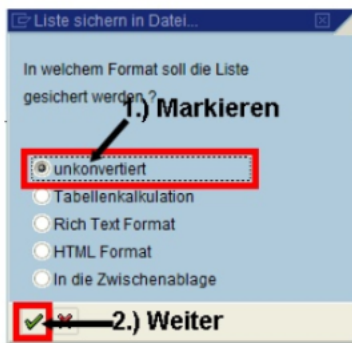 Liste sichern in Datei...
In welchem Format soll die Liste
gesichert werden ?
1.) Markieren
unkonvertiert
Tabellenkalkulation
Rich Text Format
HTML Format
In die Zwischenablage
2.) Weiter